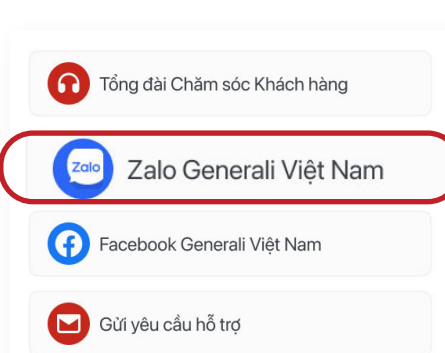 Tổng đài Chăm sóc Khách hàng
Zalo Zalo Generali Việt Nam
Facebook Generali Việt Nam
Gửi yêu cầu hỗ trợ